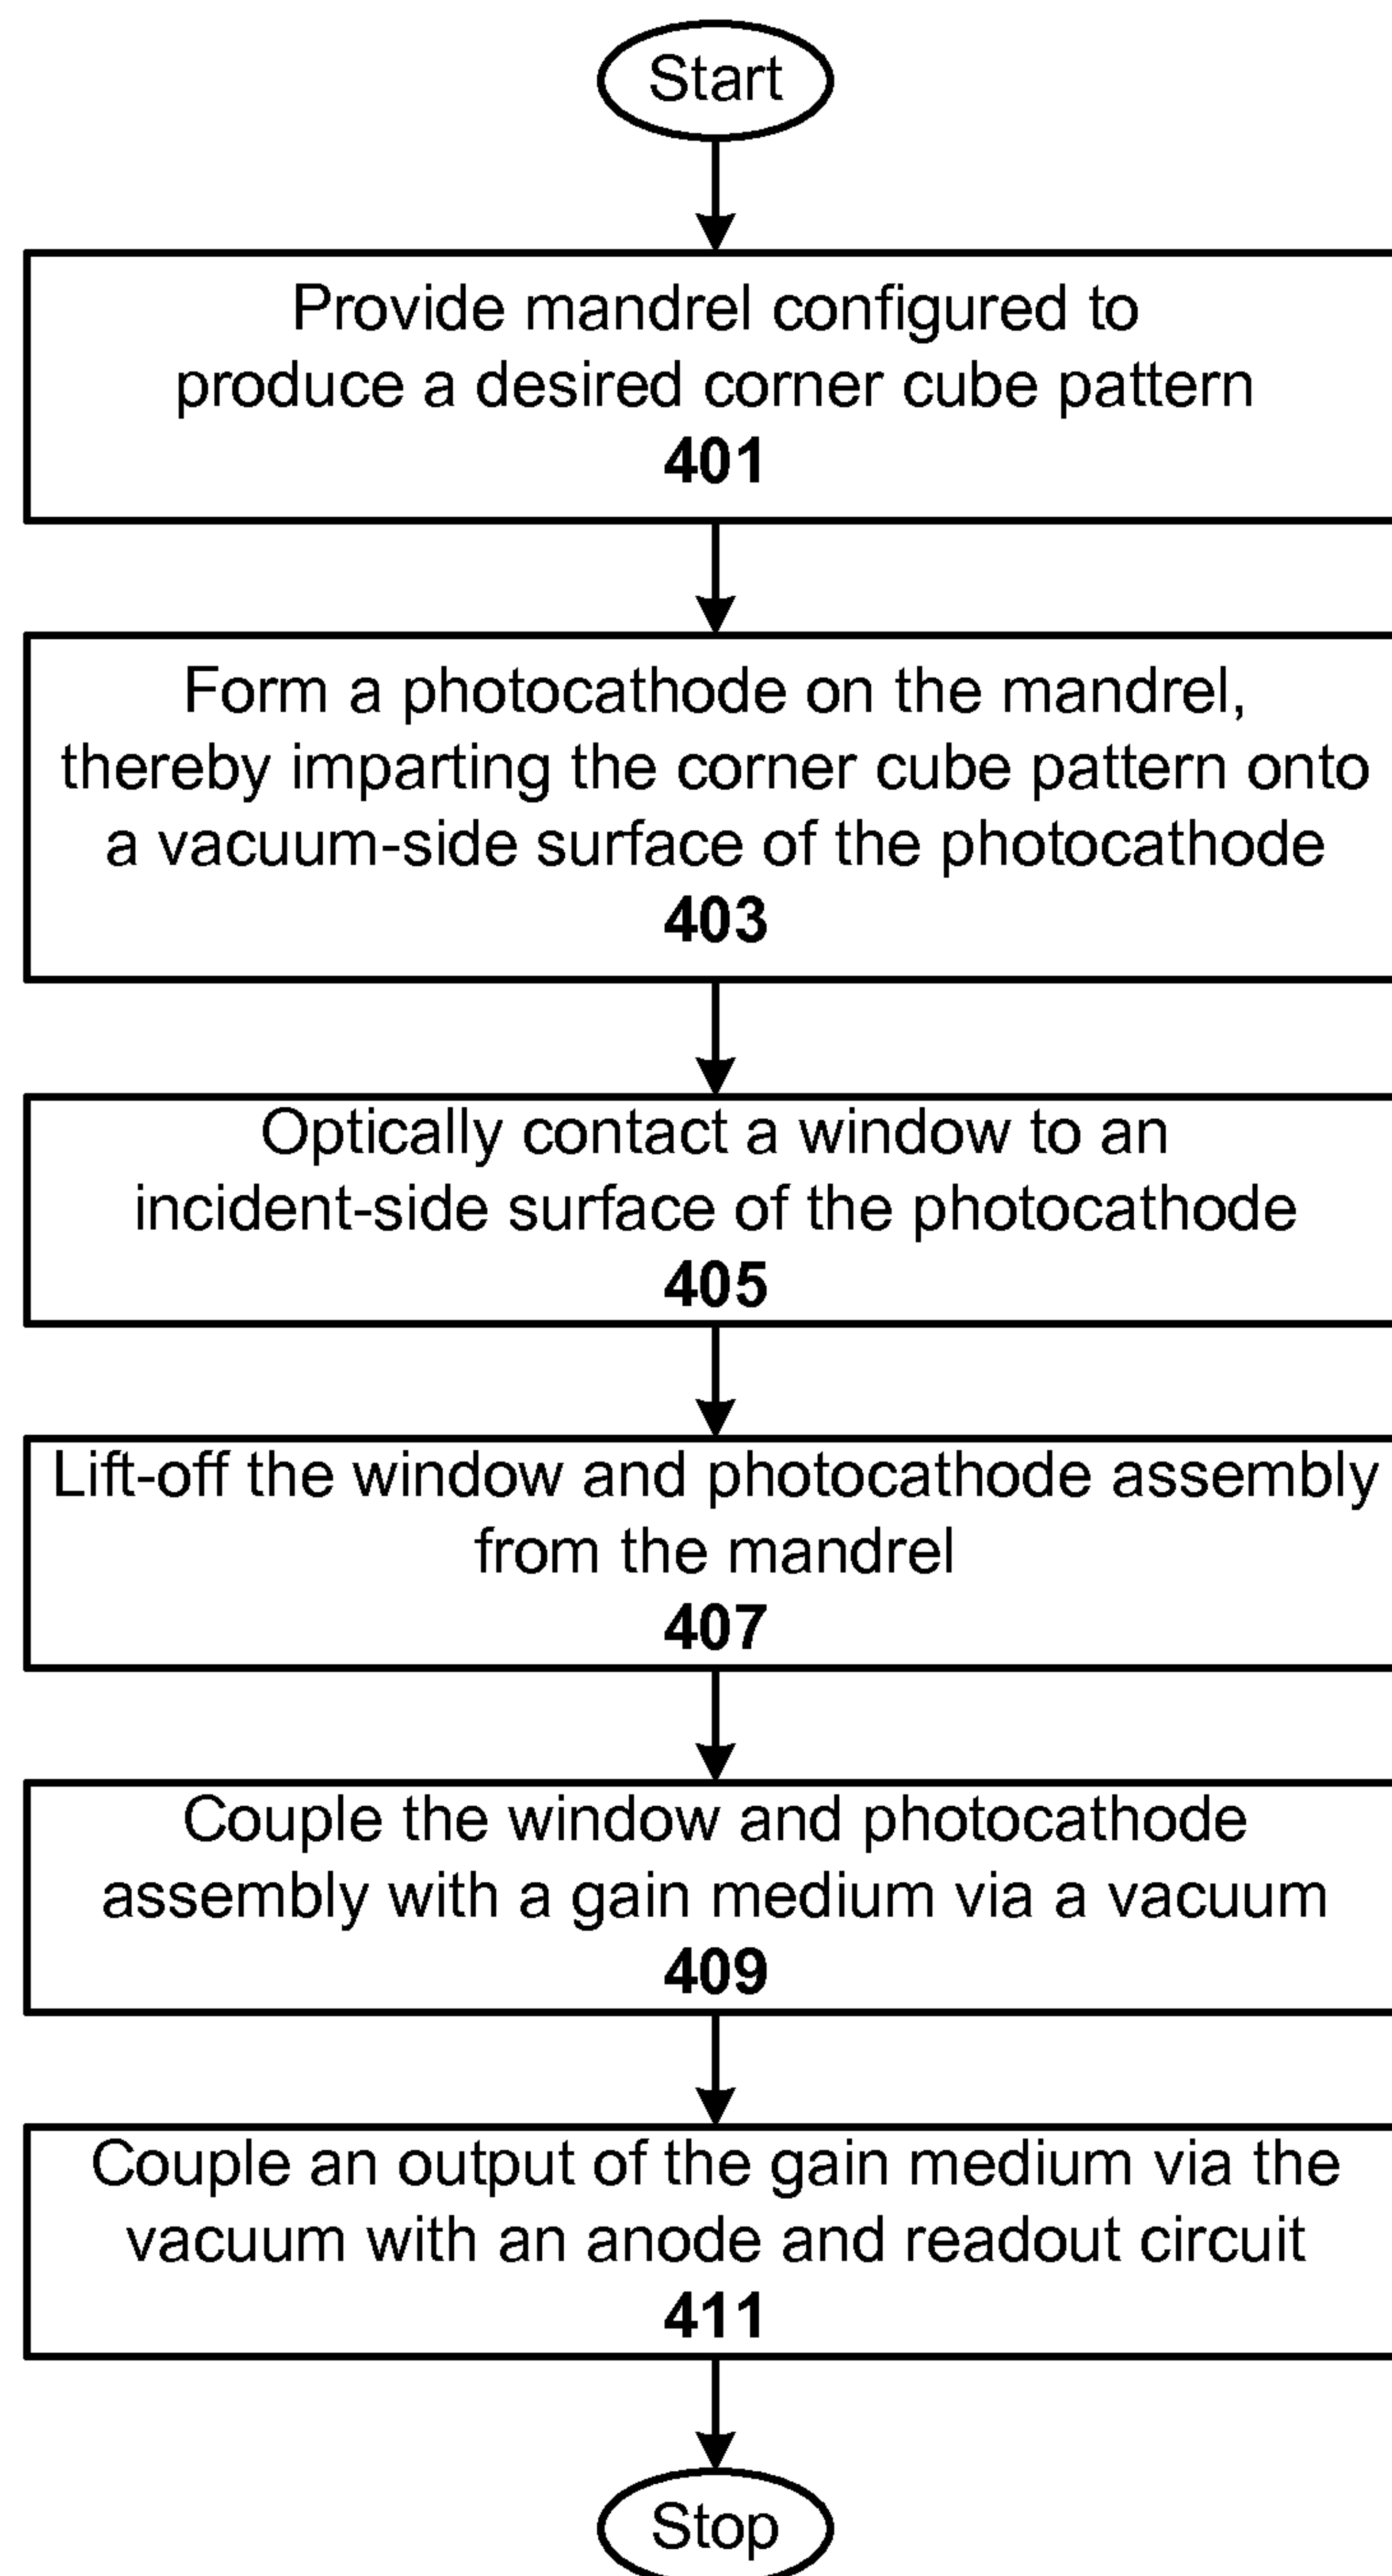 Start
Provide mandrel configured to
produce a desired corner cube pattern
401
Form a photocathode on the mandrel,
thereby imparting the corner cube pattern onto
a vacuum-side surface of the photocathode
403
Optically contact a window to an
incident-side surface of the photocathode
405
Lift-off the window and photocathode assembly
from the mandrel
407
Couple the window and photocathode
assembly with a gain medium via a vacuum
409
Couple an output of the gain medium via the
vacuum with an anode and readout circuit
411
Stop